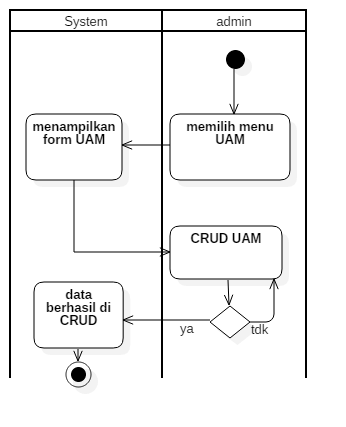 System
admin
menampilkan
form UAM
memilih menu
UAM
CRUD UAM
data
berhasil di
CRUD
ya
tdk